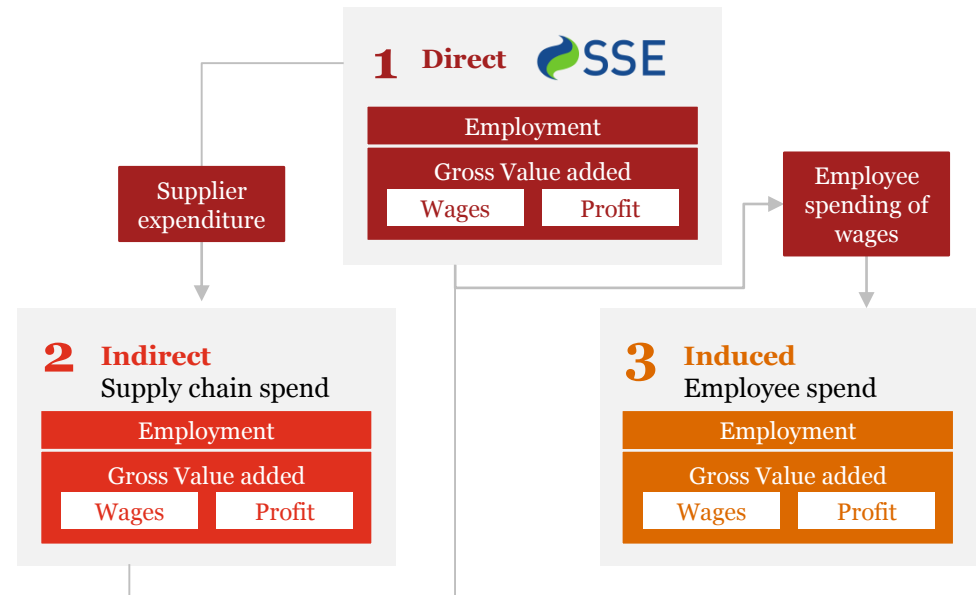 1 Direct SSE
Employment
Gross Value added
Wages Profit
Supplier
expenditure
Employee
spending of
wages
2 Indirect
Supply chain spend
Employment
Gross Value added
Wages Profit
3 Induced
Employee spend
Employment
Gross Value added
Wages Profit